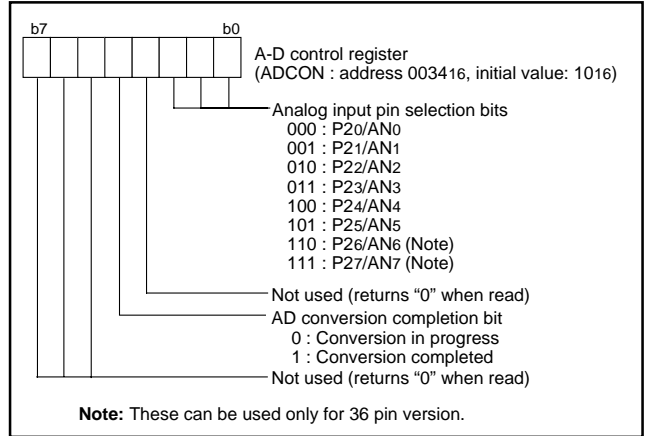 b7 b0
A-D control register
(ADCON : address 003416, initial value: 1016)
Analog input pin selection bits
000 : P20/AN0
001 : P21/AN1
010 : P22/AN2
011 : P23/AN3
100 : P24/AN4
101 : P25/AN5
110 : P26/AN6 (Note)
111 : P27/AN7 (Note)
Not used (returns “0” when read)
AD conversion completion bit
0 : Conversion in progress
1 : Conversion completed
Not used (returns “0” when read)
Note: These can be used only for 36 pin version.